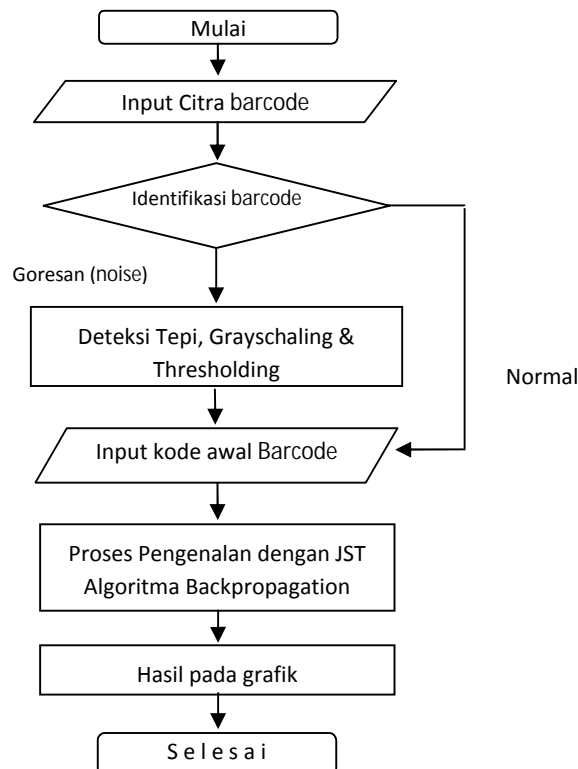 Mulai
Input Citra barcode
Identifikasi barcode
Goresan (noise)
Deteksi Tepi, Grayschaling &
Thresholding
Normal
Input kode awal Barcode
Proses Pengenalan dengan JST
Algoritma Backpropagation
Hasil pada grafik
S e l e s a i